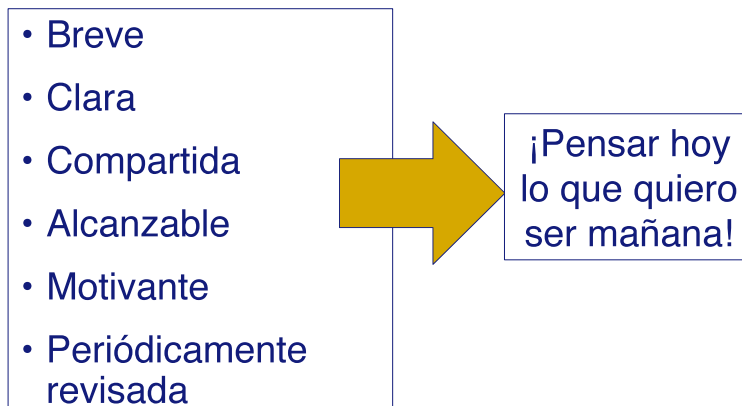 • Breve
• Clara
• Compartida
• Alcanzable
• Motivante
• Periódicamente
revisada
¡Pensar hoy
lo que quiero
ser mañana!